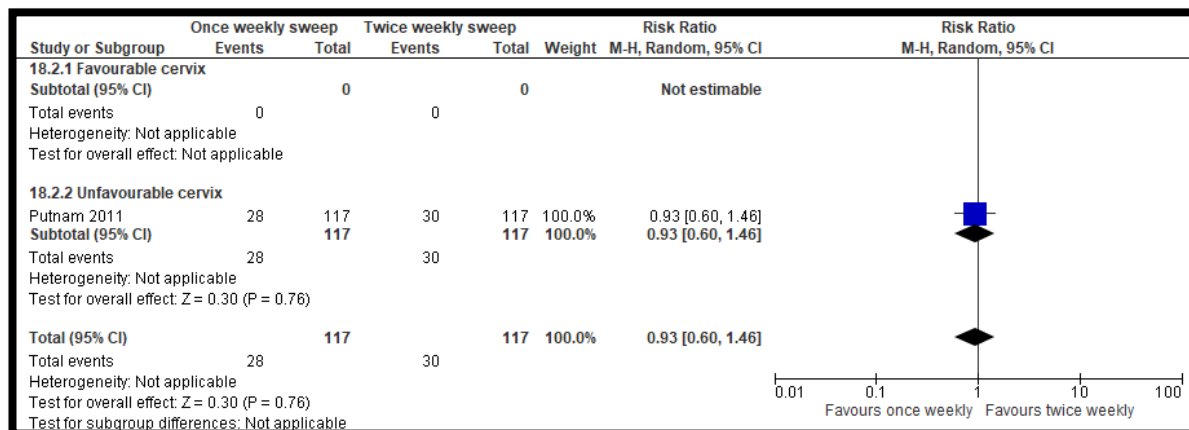 Once weekly sweep Twice weekly sweep Risk Ratio Risk Ratio
Study or Subgroup Events Total Events Total Weight M-H, Random, 95% CI M-H, Random, 95% CI
18.2.1 Favourable cervix
Subtotal (95% CI) 0 0 Not estimable
Total events 0 0
Heterogeneity: Not applicable
Test for overall effect: Not applicable
18.2.2 Unfavourable cervix
Putnam 2011 28 117 30 117 100.0% 0.93 [0.60, 1.46]
Subtotal (95% CI) 117 117 100.0% 0.93 [0.60, 1.46]
Total events 28 30
Heterogeneity: Not applicable
Test for overall effect: Z = 0.30 (P = 0.76)
Total (95% CI) 117 117 100.0% 0.93 [0.60, 1.46]
Total events 28 30
Heterogeneity: Not applicable
Test for overall effect: Z = 0.30 (P = 0.76)
Test for subgroup differences: Not applicable
0.01 0.1 1 10 100
Favours once weekly Favours twice weekly